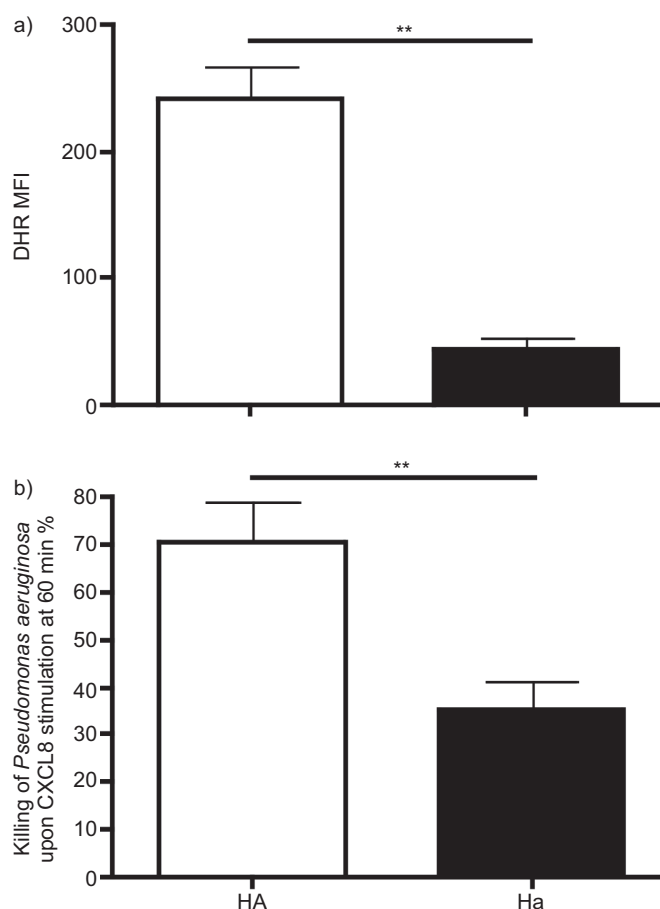 a)
**
300
200
100
0
DHR MFI
b)
**
80
70
60
50
40
30
20
10
0
Killing of Pseudomonas aeruginosa
upon CXCL8 stimulation at 60 min %
HA
Ha